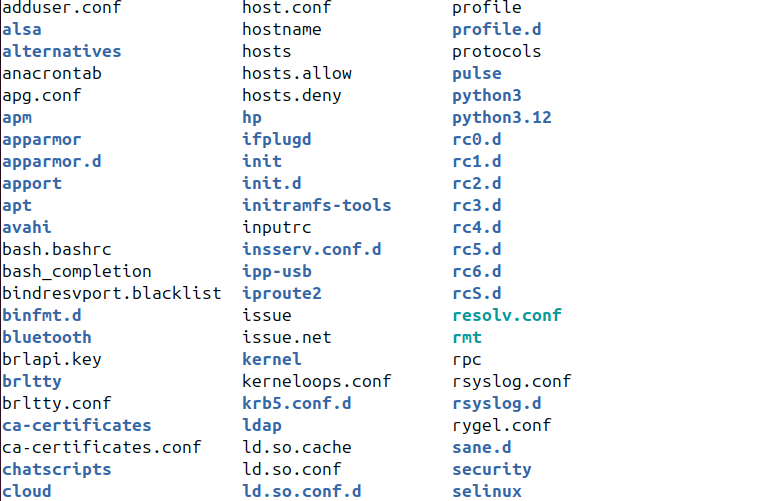 adduser.conf host.conf profile
alsa hostname profile.d
alternatives hosts protocols
anacrontab hosts.allow pulse
apg.conf hosts.deny python3
apm hp python3.12
apparmor ifplugd rc0.d
apparmor.d init rc1.d
apport init.d rc2.d
apt initramfs-tools rc3.d
avahi inputrc rc4.d
bash.bashrc insserv.conf.d rc5.d
bash_completion ipp-usb rc6.d
bindresvport.blacklist iproute2 rcS.d
binfmt.d issue resolv.conf
bluetooth issue.net rmt
brlapi.key kernel rpc
brltty kerneloops.conf rsyslog.conf
brltty.conf krb5.conf.d rsyslog.d
ca-certificates ldap rygel.conf
ca-certificates.conf ld.so.cache sane.d
chatscripts ld.so.conf security
cloud ld.so.conf.d selinux